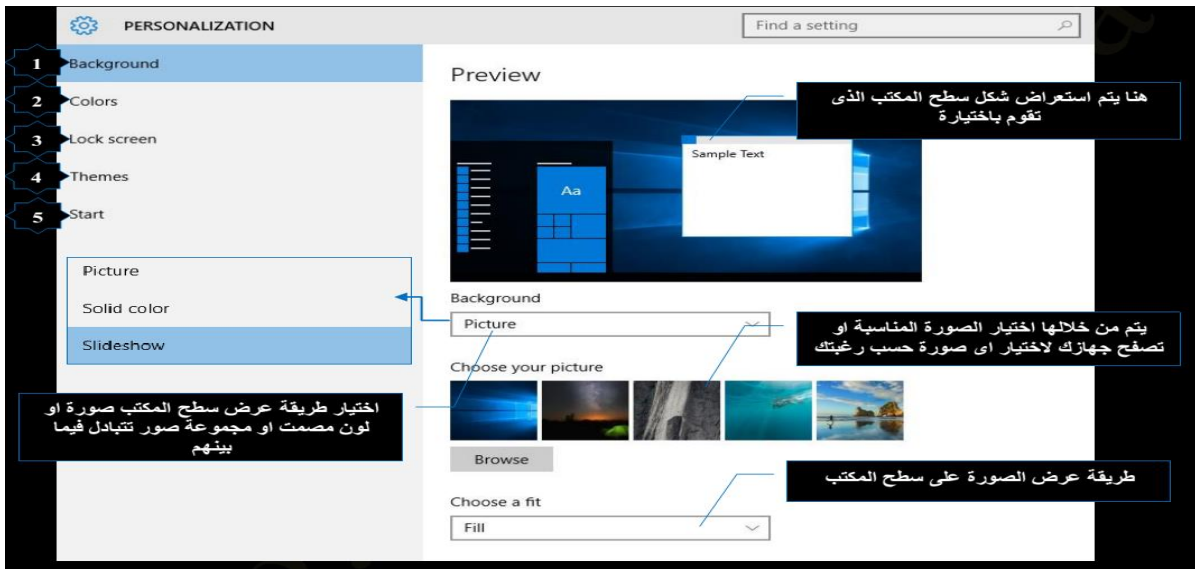 PERSONALIZATION
Find a setting
1 Background
2 Colors
3 Lock screen
4 Themes
5 Start
Picture
Solid color
Slideshow
اختيار طريقة عرض سطح المكتب صورة او
لون مصمت او مجموعة صور تتبادل فيما
بينهم
Preview
هنا يتم استعراض شكل سطح المكتب الذى
تقوم باختيارة
Sample Text
Aa
Background
Picture
يتم من خلالها اختيار الصورة المناسبة او
تصفح جهازك لاختيار اى صورة حسب رغبتك
Choose your picture
Browse
طريقة عرض الصورة على سطح المكتب
Choose a fit
Fill